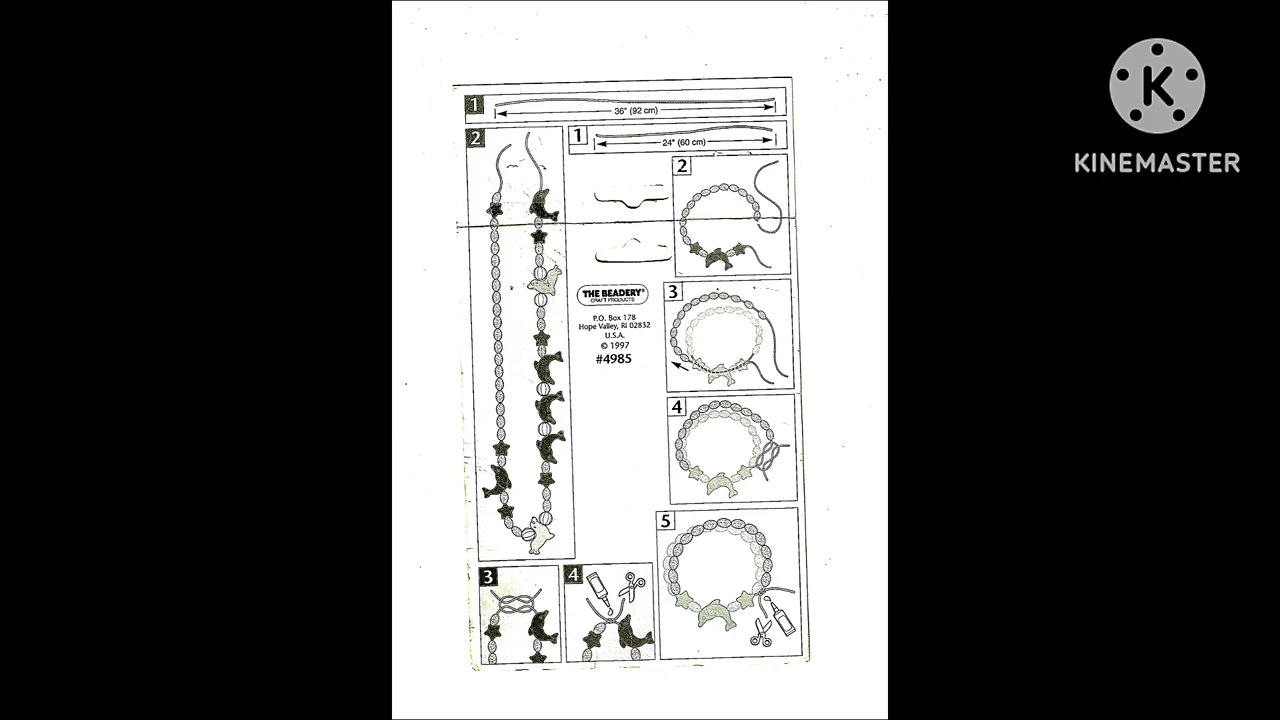 KINEMASTER
1
36" (92 cm)
2
1
24" (60 cm)
2
THE BEADERY®
CRAFT PRODUCTS
P.O. Box 178
Hope Valley, RI 02832
U.S.A.
© 1997
#4985
3
4
5
3
4